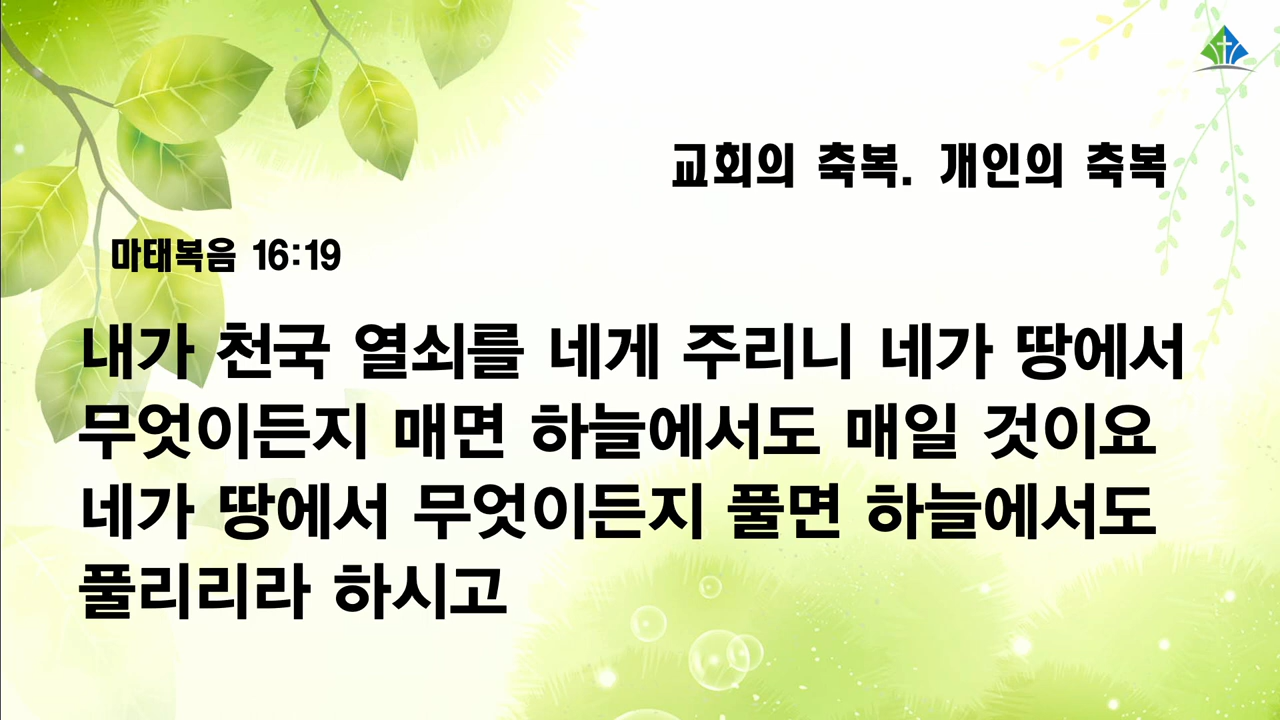 교회의 축복. 개인의 축복
마태복음 16:19
내가 천국 열쇠를 네게 주리니 네가 땅에서
무엇이든지 매면 하늘에서도 매일 것이요
네가 땅에서 무엇이든지 풀면 하늘에서도
풀리리라 하시고